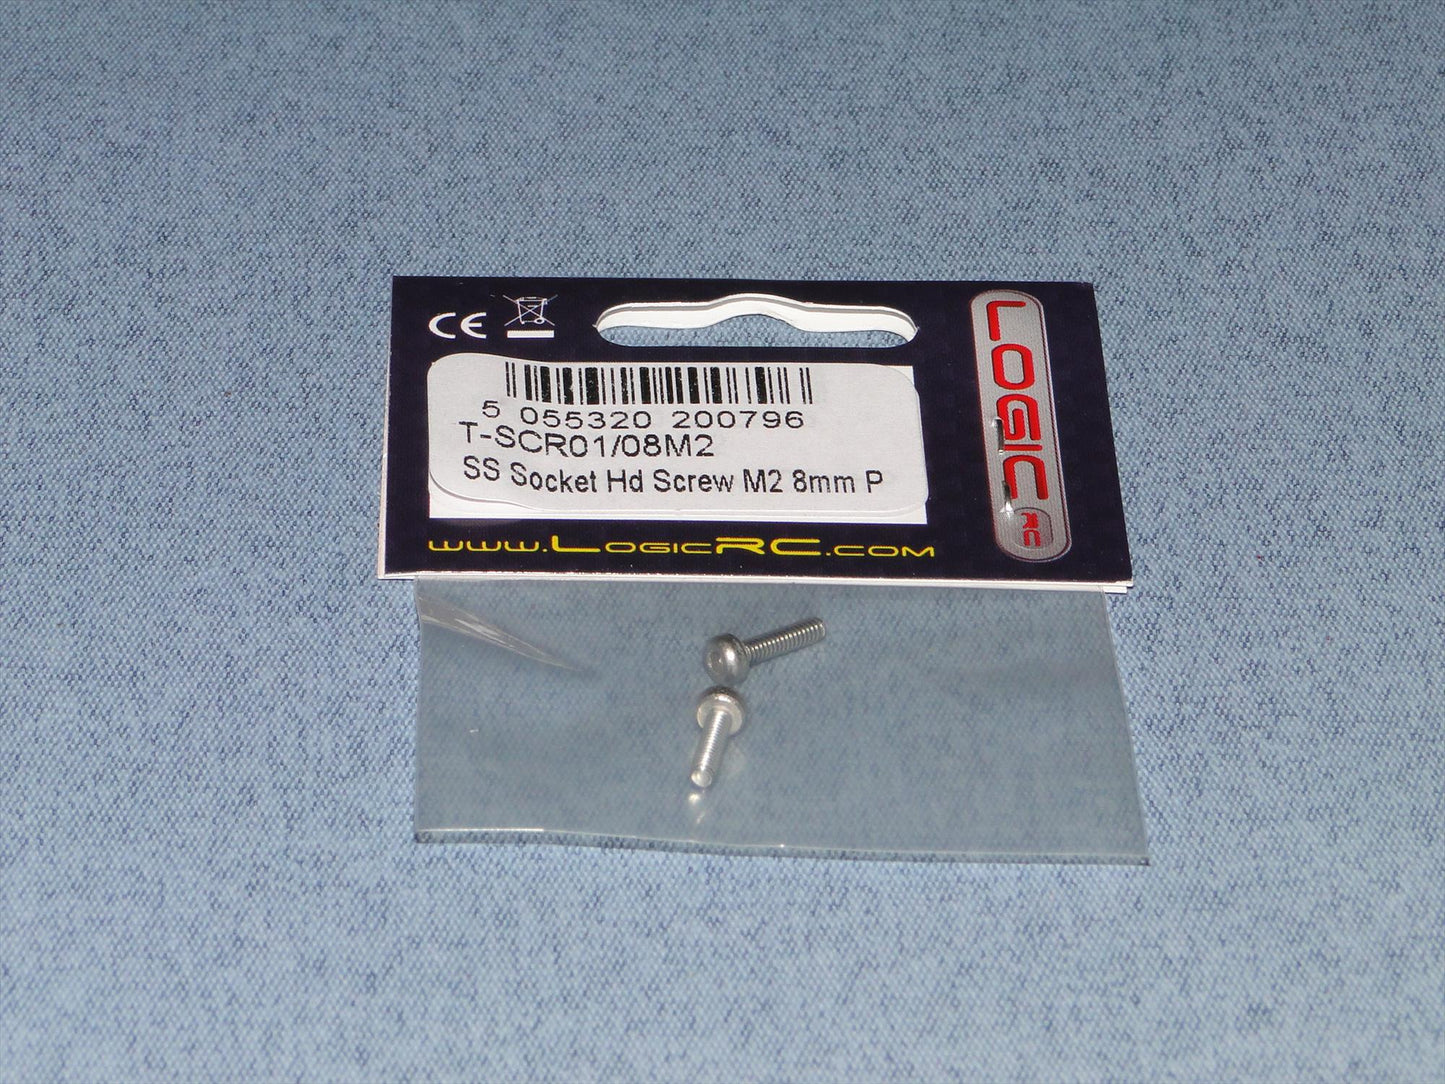 CE
5 055320 200796
T-SCR01/08M2
SS Socket Hd Screw M2 8mm P
www.LogicRC.com
LOGIC RC